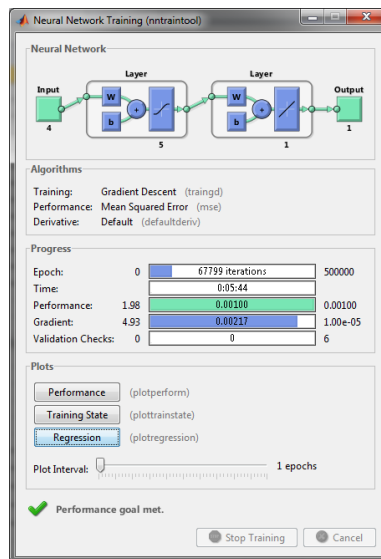 Neural Network Training (nntraintool)
Neural Network
Layer Layer
Input Output
W W
+ +
b b
4 1
5 1
Algorithms
Training: Gradient Descent (traingd)
Performance: Mean Squared Error (mse)
Derivative: Default (defaultderiv)
Progress
Epoch: 0 67799 iterations 500000
Time: 0:05:44
Performance: 1.98 0.00100 0.00100
Gradient: 4.93 0.00217 1.00e-05
Validation Checks: 0 0 6
Plots
Performance (plotperform)
Training State (plottrainstate)
Regression (plotregression)
Plot Interval: 1 epochs
Performance goal met.
Stop Training Cancel